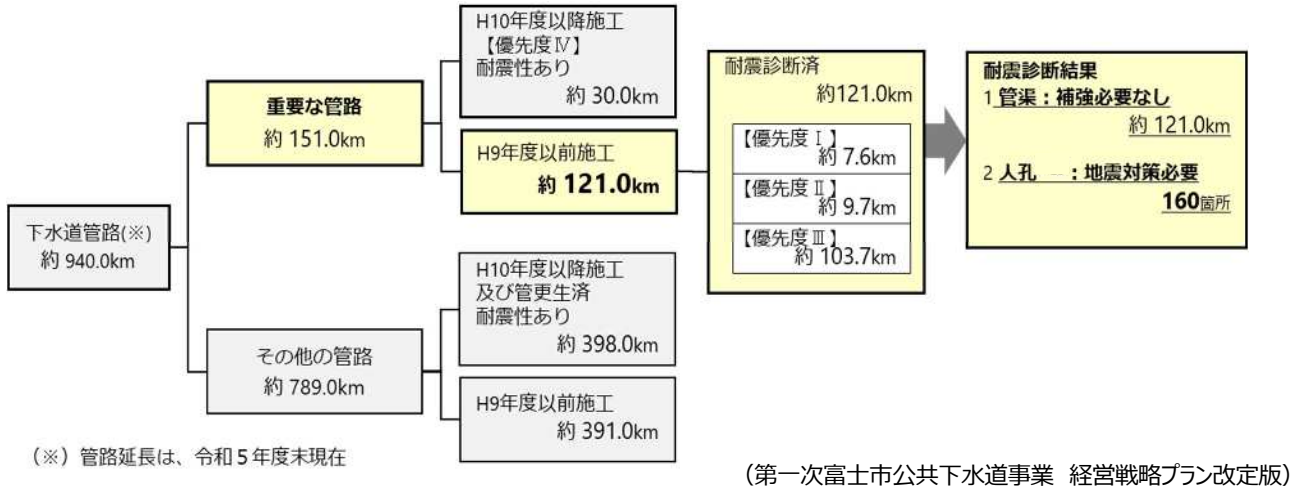 下水道管路(※)
約 940.0km
重要な管路
約 151.0km
その他の管路
約 789.0km
H10年度以降施工
【優先度Ⅳ】
耐震性あり
約 30.0km
H9年度以前施工
約 121.0km
H10年度以降施工
及び管更生済
耐震性あり
約 398.0km
H9年度以前施工
約 391.0km
耐震診断済
約121.0km
【優先度Ⅰ】
約 7.6km
【優先度Ⅱ】
約 9.7km
【優先度Ⅲ】
約 103.7km
耐震診断結果
1 管渠：補強必要なし
約 121.0km
2 人孔 ―：地震対策必要
160箇所
（※）管路延長は、令和５年度末現在
（第一次富士市公共下水道事業 経営戦略プラン改定版）